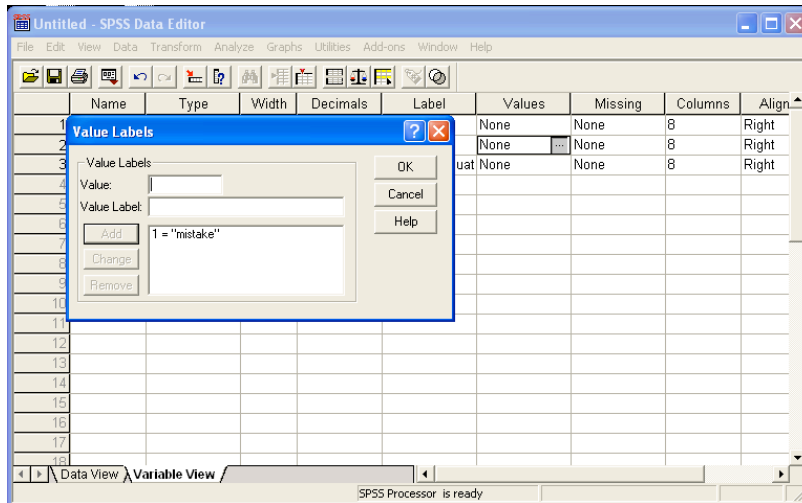 Untitled - SPSS Data Editor
File Edit View Data Transform Analyze Graphs Utilities Add-ons Window Help
Name Type Width Decimals Label Values Missing Columns Align
1 None None 8 Right
2 None ... None 8 Right
3 uat None None 8 Right
Value Labels
Value Labels
Value:
Value Label:
Add
Change
Remove
1 = "mistake"
OK
Cancel
Help
4
5
6
7
8
9
10
11
12
13
14
15
16
17
18
Data View Variable View
SPSS Processor is ready